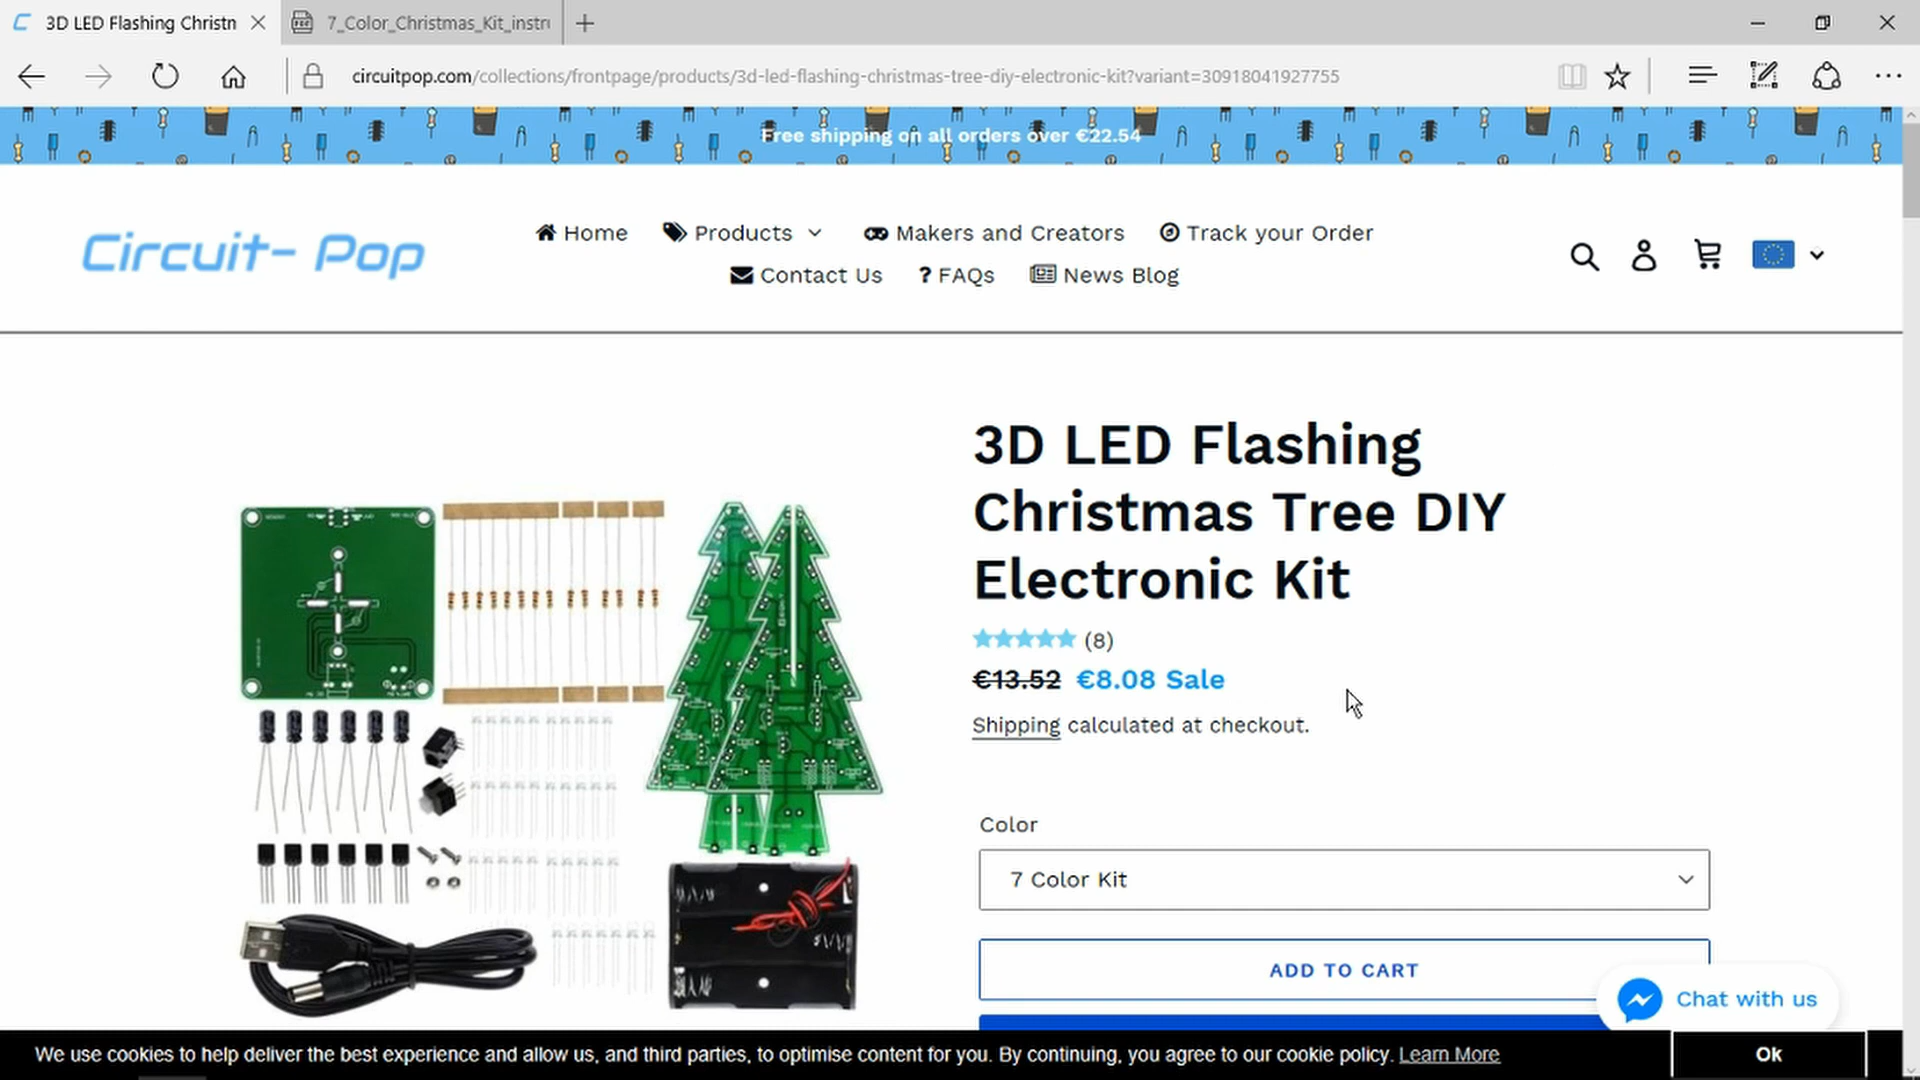 3D LED Flashing Christn
7_Color_Christmas_Kit_instru
circuitpop.com/collections/frontpage/products/3d-led-flashing-christmas-tree-diy-electronic-kit?variant=30918041927755
Free shipping on all orders over €22.54
Circuit- Pop
Home
Products
Makers and Creators
Track your Order
Contact Us
? FAQs
News Blog
3D LED Flashing
Christmas Tree DIY
Electronic Kit
(8)
€13.52 €8.08 Sale
Shipping calculated at checkout.
Color
7 Color Kit
ADD TO CART
Chat with us
We use cookies to help deliver the best experience and allow us, and third parties, to optimise content for you. By continuing, you agree to our cookie policy. Learn More
Ok